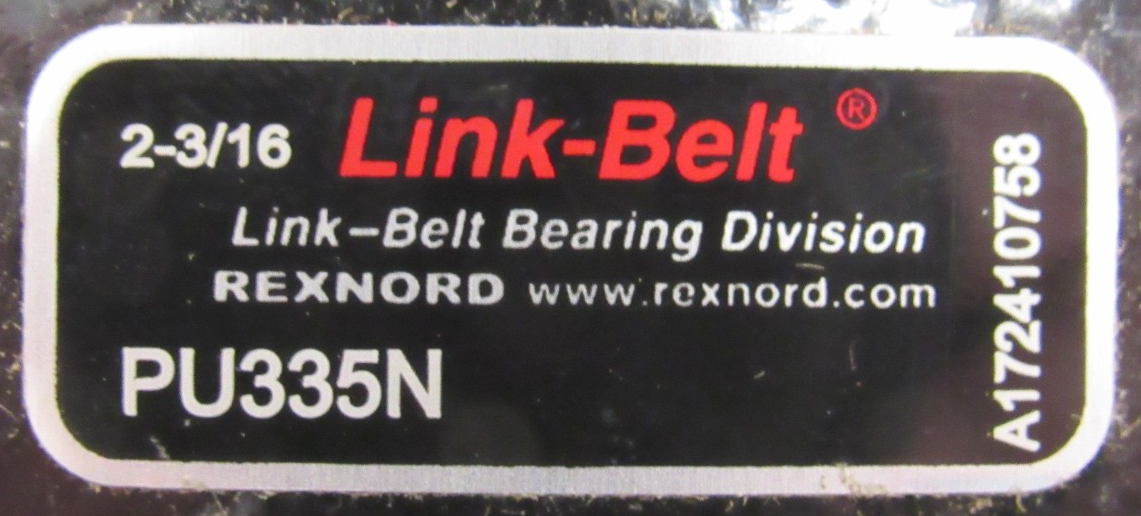 2-3/16 Link-Belt ®
Link-Belt Bearing Division
REXNORD www.rexnord.com
PU335N
A172410758